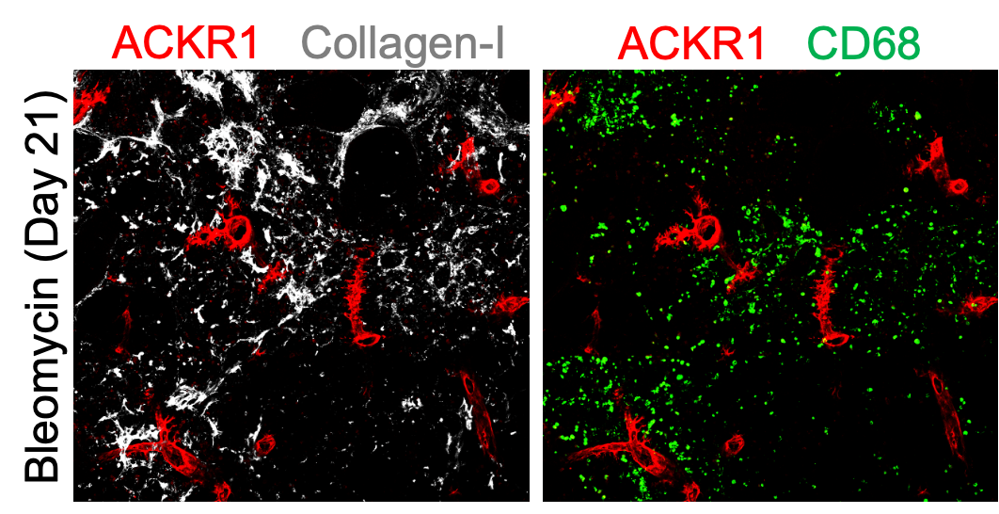 ACKR1 Collagen-I
ACKR1 CD68
Bleomycin (Day 21)